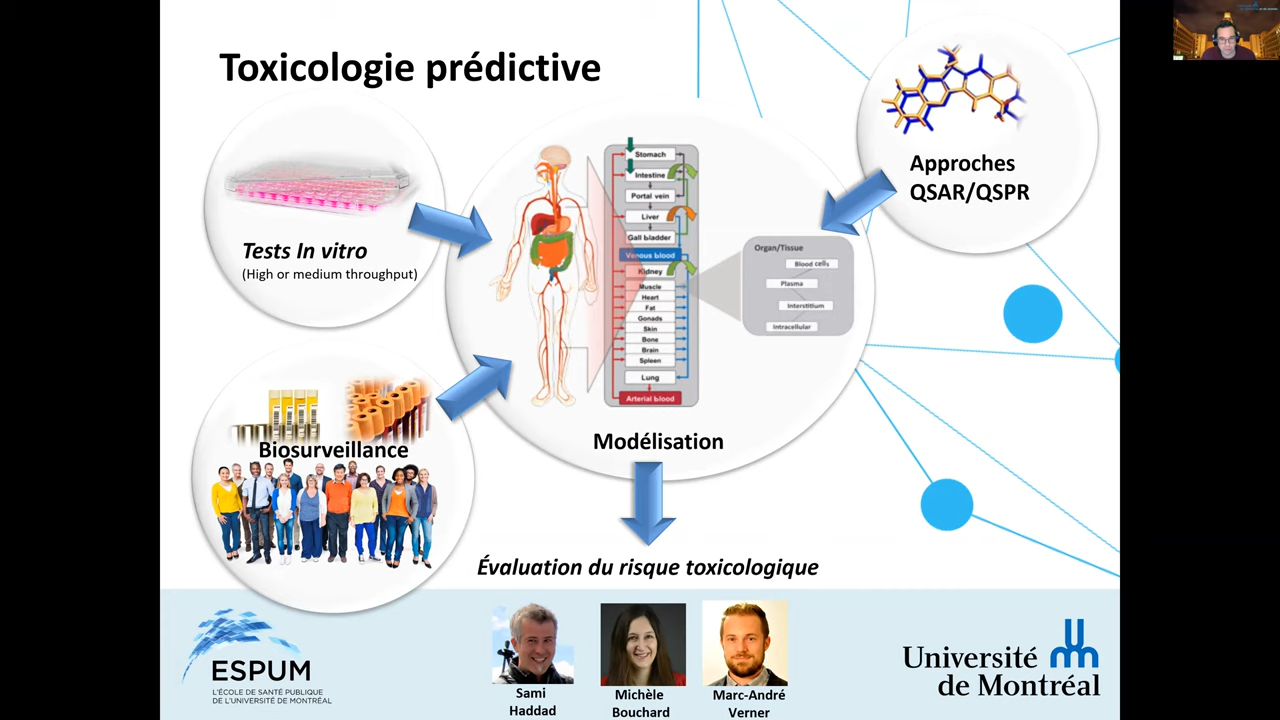 Toxicologie prédictive
Tests In vitro
(High or medium throughput)
Stomach
Intestine
Portal vein
Liver
Gall bladder
Venous blood
Kidney
Muscle
Heart
Fat
Gonads
Skin
Bone
Brain
Spleen
Lung
Arterial blood
Organ/Tissue
Blood cells
Plasma
Interstitium
Intracellular
Approches
QSAR/QSPR
Biosurveillance
Modélisation
Évaluation du risque toxicologique
ESPUM
L'ÉCOLE DE SANTÉ PUBLIQUE
DE L'UNIVERSITÉ DE MONTRÉAL
Sami
Haddad
Michèle
Bouchard
Marc-André
Verner
Université
de Montréal